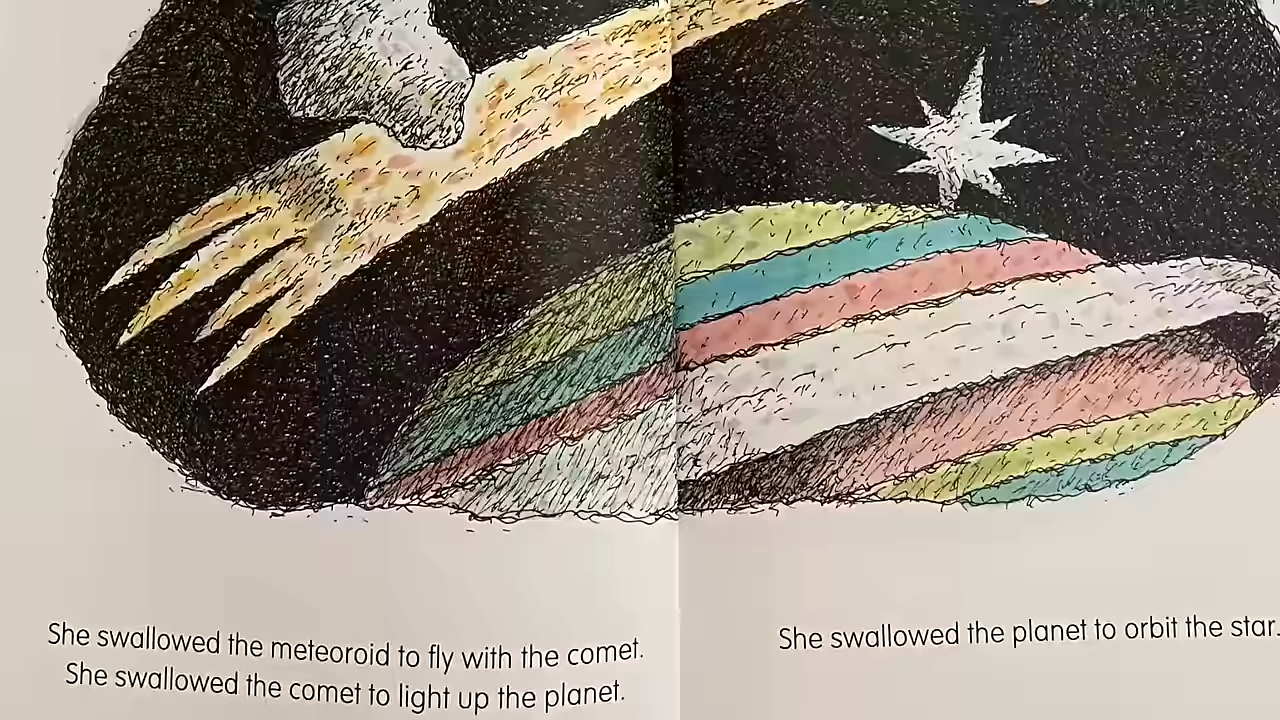 She swallowed the meteoroid to fly with the comet.
She swallowed the comet to light up the planet.
She swallowed the planet to orbit the star.